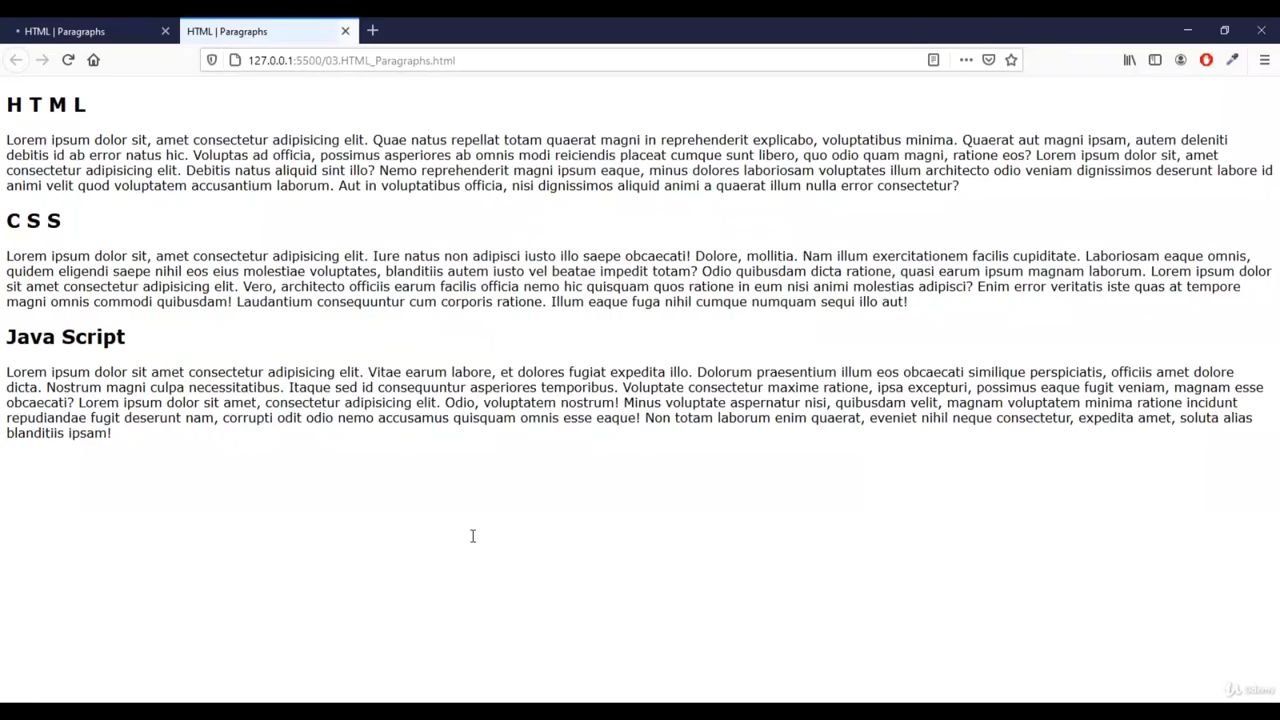 HTML | Paragraphs
HTML | Paragraphs
127.0.0.1:5500/03.HTML_Paragraphs.html
H T M L
Lorem ipsum dolor sit, amet consectetur adipisicing elit. Quae natus repellat totam quaerat magni in reprehenderit explicabo, voluptatibus minima. Quaerat aut magni ipsam, autem deleniti
debitis id ab error natus hic. Voluptas ad officia, possimus asperiores ab omnis modi reiciendis placeat cumque sunt libero, quo odio quam magni, ratione eos? Lorem ipsum dolor sit, amet
consectetur adipisicing elit. Debitis natus aliquid sint illo? Nemo reprehenderit magni ipsum eaque, minus dolores laboriosam voluptates illum architecto odio veniam dignissimos deserunt labore id
animi velit quod voluptatem accusantium laborum. Aut in voluptatibus officia, nisi dignissimos aliquid animi a quaerat illum nulla error consectetur?
C S S
Lorem ipsum dolor sit, amet consectetur adipisicing elit. Iure natus non adipisci iusto illo saepe obcaecati! Dolore, mollitia. Nam illum exercitationem facilis cupiditate. Laboriosam eaque omnis,
quidem eligendi saepe nihil eos eius molestiae voluptates, blanditiis autem iusto vel beatae impedit totam? Odio quibusdam dicta ratione, quasi earum ipsum magnam laborum. Lorem ipsum dolor
sit amet consectetur adipisicing elit. Vero, architecto officiis earum facilis officia nemo hic quisquam quos ratione in eum nisi animi molestias adipisci? Enim error veritatis iste quas at tempore
magni omnis commodi quibusdam! Laudantium consequuntur cum corporis ratione. Illum eaque fuga nihil cumque numquam sequi illo aut!
Java Script
Lorem ipsum dolor sit amet consectetur adipisicing elit. Vitae earum labore, et dolores fugiat expedita illo. Dolorum praesentium illum eos obcaecati similique perspiciatis, officiis amet dolore
dicta. Nostrum magni culpa necessitatibus. Itaque sed id consequuntur asperiores temporibus. Voluptate consectetur maxime ratione, ipsa excepturi, possimus eaque fugit veniam, magnam esse
obcaecati? Lorem ipsum dolor sit amet, consectetur adipisicing elit. Odio, voluptatem nostrum! Minus voluptate aspernatur nisi, quibusdam velit, magnam voluptatem minima ratione incidunt
repudiandae fugit deserunt nam, corrupti odit odio nemo accusamus quisquam omnis esse eaque! Non totam laborum enim quaerat, eveniet nihil neque consectetur, expedita amet, soluta alias
blanditiis ipsam!
Udemy